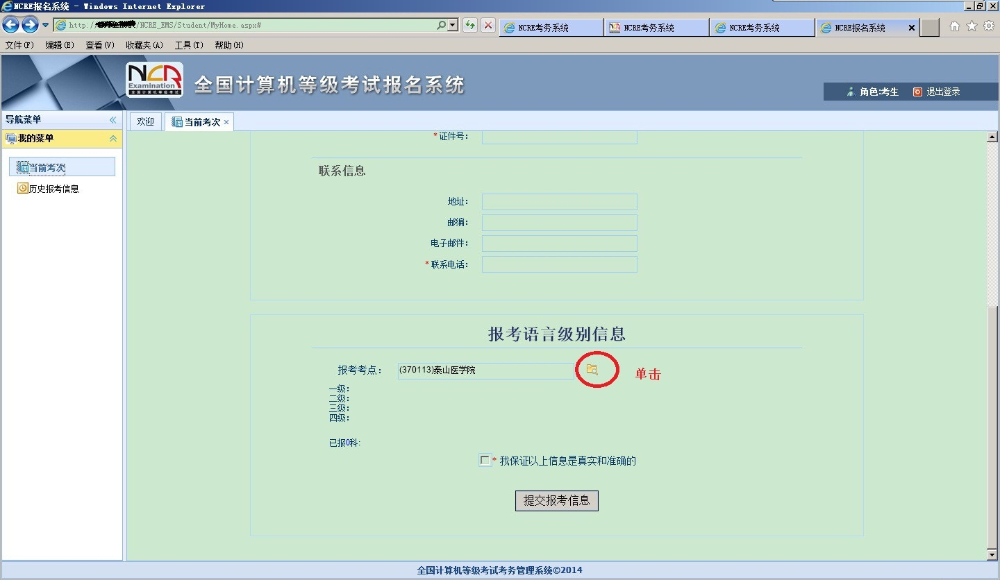 NCRE报名系统 - Windows Internet Explorer
http:// /NCRE_EMS/Student/MyHome.aspx#
NCRE考务系统
NCRE考务系统
NCRE考务系统
NCRE报名系统
文件(F) 编辑(E) 查看(V) 收藏夹(A) 工具(T) 帮助(H)
NCR
Examination
全国计算机等级考试
全国计算机等级考试报名系统
角色:考生 退出登录
导航菜单
我的菜单
当前考次
历史报考信息
欢迎 当前考次
*证件号:
联系信息
地址:
邮编:
电子邮件:
*联系电话:
报考语言级别信息
报考考点: (370113)泰山医学院
单击
一级:
二级:
三级:
四级:
已报0科:
*我保证以上信息是真实和准确的
提交报考信息
全国计算机等级考试考务管理系统©2014